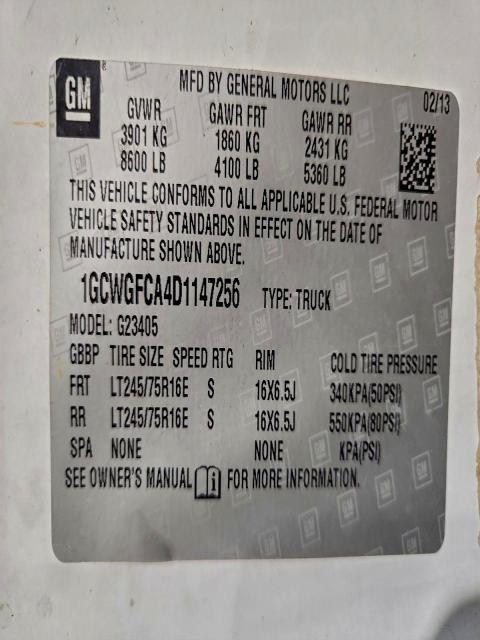 GM
MFD BY GENERAL MOTORS LLC
02/13
GVWR GAWR FRT GAWR RR
3901 KG 1860 KG 2431 KG
8600 LB 4100 LB 5360 LB
THIS VEHICLE CONFORMS TO ALL APPLICABLE U.S. FEDERAL MOTOR
VEHICLE SAFETY STANDARDS IN EFFECT ON THE DATE OF
MANUFACTURE SHOWN ABOVE.
1GCWGFCA4D1147256 TYPE: TRUCK
MODEL: G23405
GBBP TIRE SIZE SPEED RTG RIM COLD TIRE PRESSURE
FRT LT245/75R16E S 16X6.5J 340KPA(50PSI)
RR LT245/75R16E S 16X6.5J 550KPA(80PSI)
SPA NONE NONE KPA(PSI)
SEE OWNER'S MANUAL i FOR MORE INFORMATION.